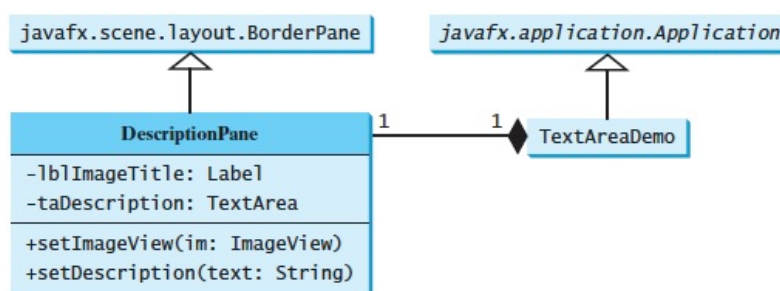 javafx.scene.layout.BorderPane
javafx.application.Application
DescriptionPane
-lblImageTitle: Label
-taDescription: TextArea
+setImageView(im: ImageView)
+setDescription(text: String)
1
1
TextAreaDemo